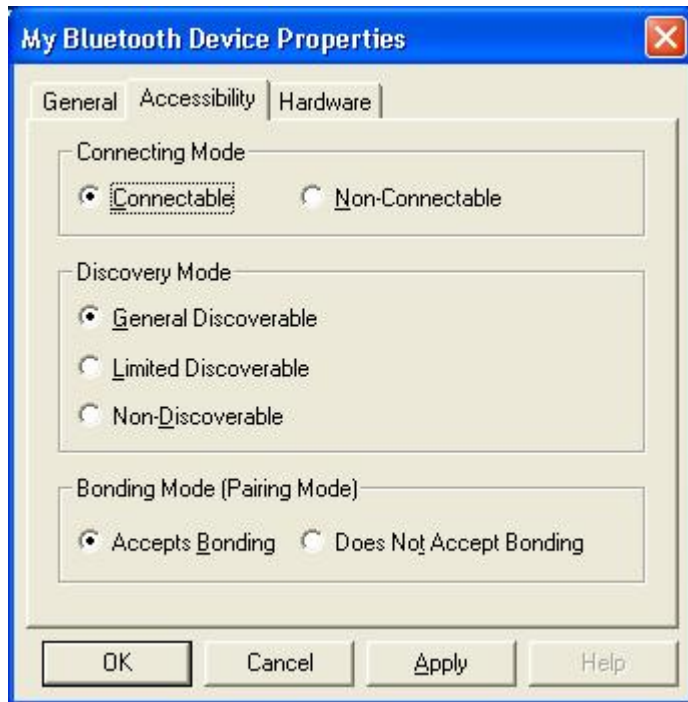 My Bluetooth Device Properties
General Accessibility Hardware
Connecting Mode
Connectable Non-Connectable
Discovery Mode
General Discoverable
Limited Discoverable
Non-Discoverable
Bonding Mode (Pairing Mode)
Accepts Bonding Does Not Accept Bonding
OK Cancel Apply Help